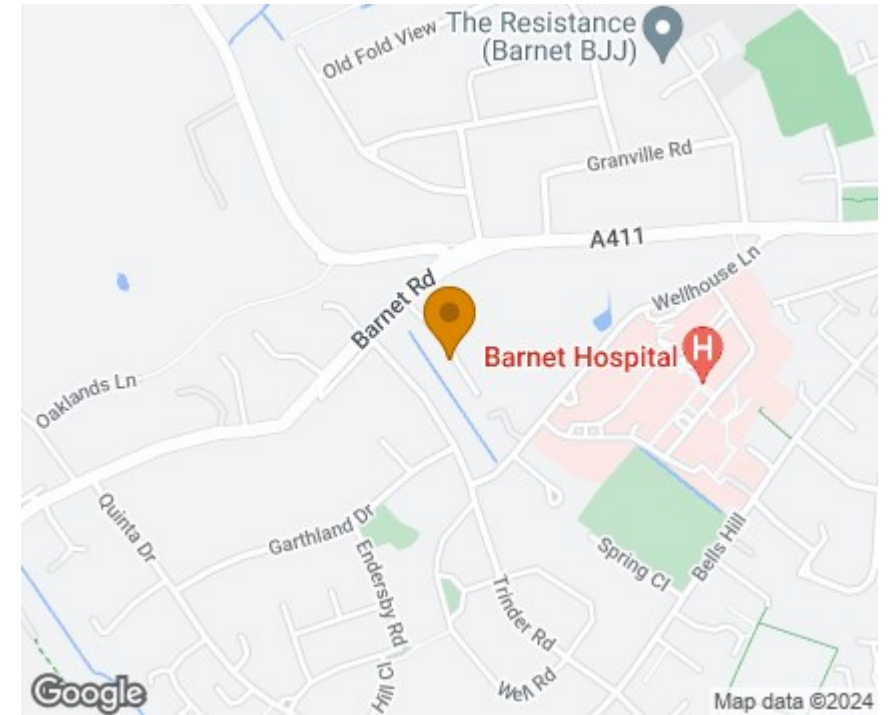 Old Fold View
The Resistance
(Barnet BJJ)
Granville Rd
A411
Wellhouse Ln
Barnet Rd
Barnet Hospital
H
Oaklands Ln
Quinta Dr
Garthland Dr
Endersby Rd
Hill Cl
Spring Cl
Bells Hill
Trinder Rd
Rd
Google
Map data ©2024